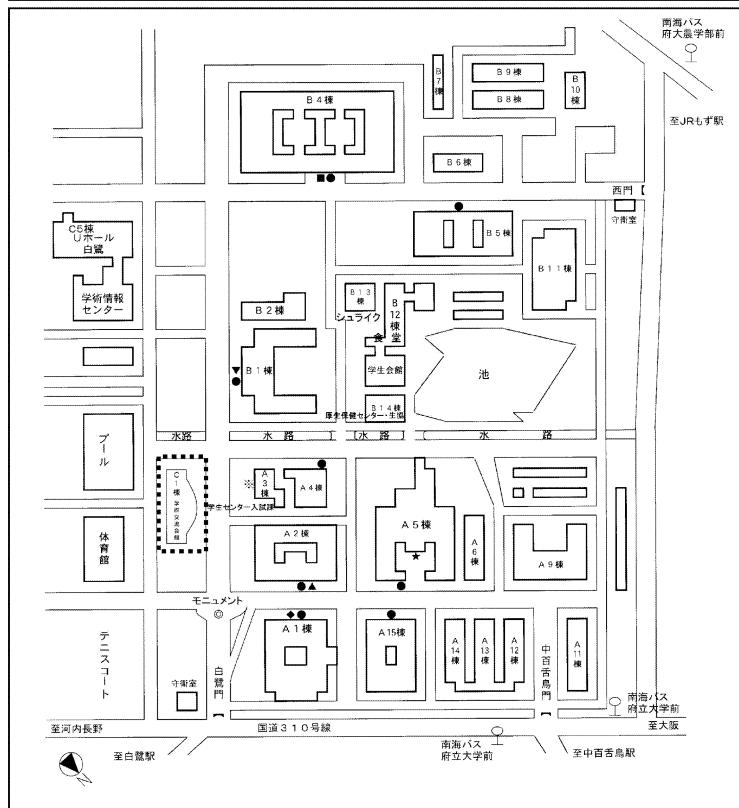 南海バス
府大農学部前
B7棟
B9棟
B8棟
B10棟
B4棟
至JRもず駅
B6棟
西門
守衛室
C5棟
Uホール
白鷺
B5棟
B11棟
学術情報
センター
B13
棟
B12棟
食堂
シュライク
B2棟
B1棟
学生会館
池
B14棟
厚生保健センター・生協
水路
水路
水路
水路
プール
C1棟
学術交流会館
※
A3棟
A4棟
学生センター入試課
A5棟
A6棟
A2棟
A9棟
体育館
モニュメント
A1棟
A15棟
A14棟
A13棟
A12棟
A11棟
テニスコート
守衛室
白鷺門
中百舌鳥門
南海バス
府立大学前
至河内長野
国道310号線
至大阪
至白鷺駅
南海バス
府立大学前
至中百舌鳥駅
N